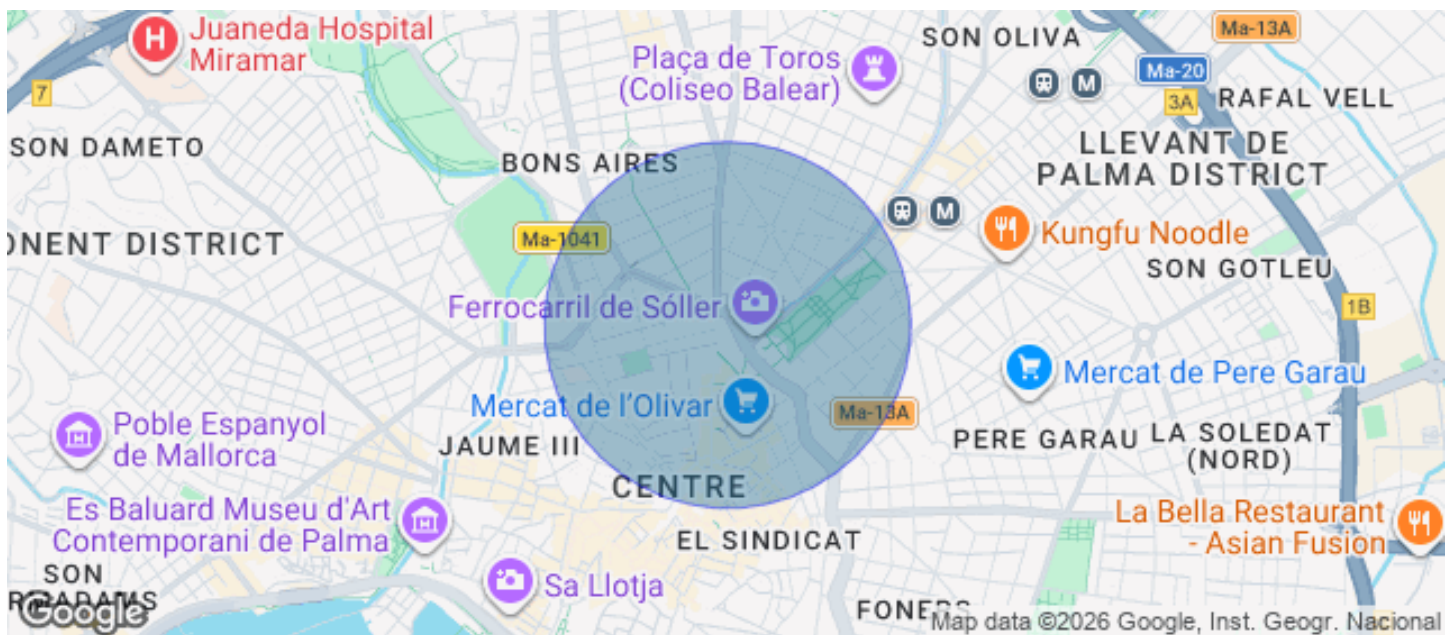 Juaneda Hospital
Miramar
Plaça de Toros
(Coliseo Balear)
SON OLIVA
Ma-13A
Ma-20
3A
RAFAL VELL
7
SON DAMETO
BONS AIRES
LLEVANT DE
PALMA DISTRICT
M
M
Ma-1041
ONENT DISTRICT
Kungfu Noodle
SON GOTLEU
Ferrocarril de Sóller
1B
Mercat de l'Olivar
Mercat de Pere Garau
Ma-13A
Poble Espanyol
de Mallorca
JAUME III
PERE GARAU
LA SOLEDAT
(NORD)
CENTRE
Es Baluard Museu d'Art
Contemporani de Palma
EL SINDICAT
La Bella Restaurant
- Asian Fusion
SON
Sa Llotja
FONERS
Google
Map data ©2026 Google, Inst. Geogr. Nacional